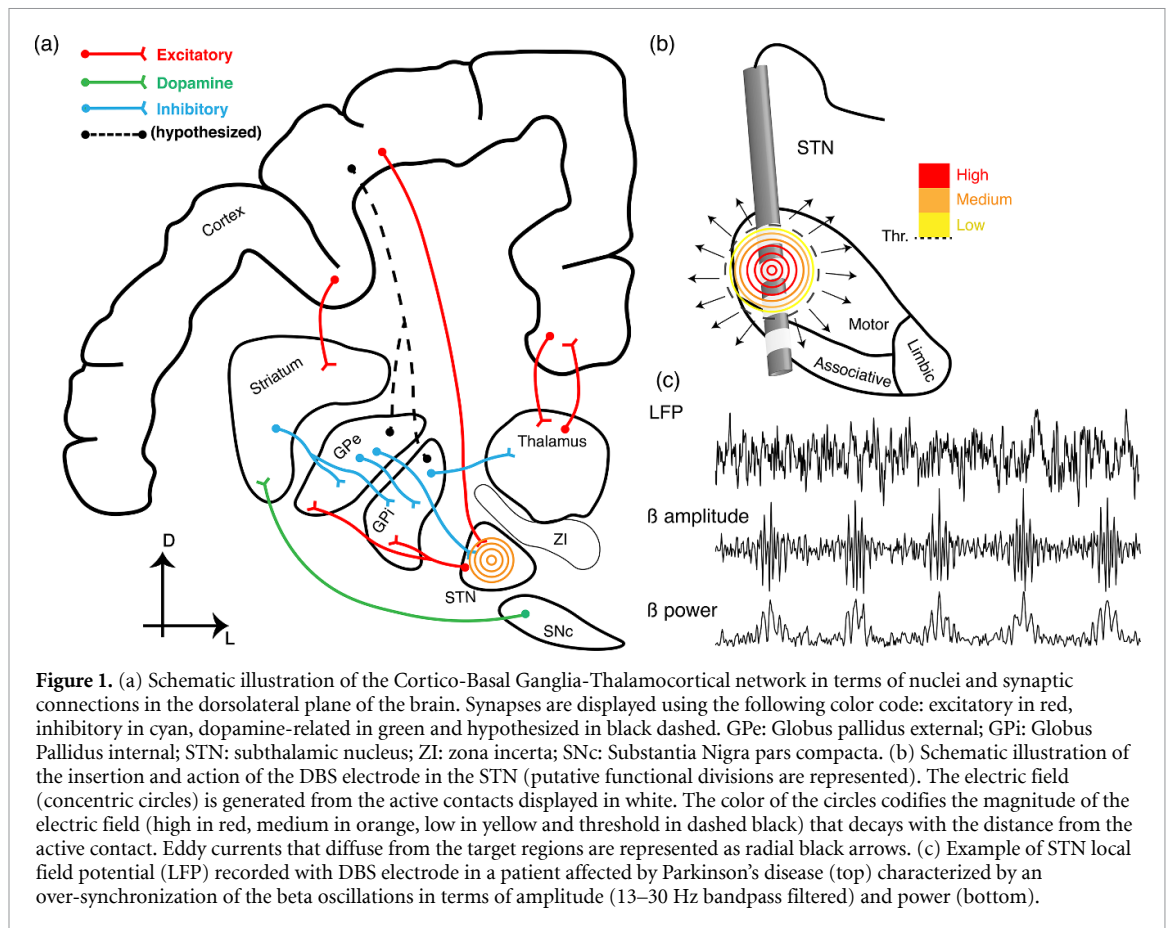 (a)
Excitatory
Dopamine
Inhibitory
(hypothesized)
Cortex
Striatum
GPe
GPi
Thalamus
ZI
STN
SNc
D
L
(b)
STN
High
Medium
Low
Thr.
Motor
Associative
Limbic
(c)
LFP
ß amplitude
ß power
Figure 1. (a) Schematic illustration of the Cortico-Basal Ganglia-Thalamocortical network in terms of nuclei and synaptic
connections in the dorsolateral plane of the brain. Synapses are displayed using the following color code: excitatory in red,
inhibitory in cyan, dopamine-related in green and hypothesized in black dashed. GPe: Globus pallidus external; GPi: Globus
Pallidus internal; STN: subthalamic nucleus; ZI: zona incerta; SNc: Substantia Nigra pars compacta. (b) Schematic illustration of
the insertion and action of the DBS electrode in the STN (putative functional divisions are represented). The electric field
(concentric circles) is generated from the active contacts displayed in white. The color of the circles codifies the magnitude of the
electric field (high in red, medium in orange, low in yellow and threshold in dashed black) that decays with the distance from the
active contact. Eddy currents that diffuse from the target regions are represented as radial black arrows. (c) Example of STN local
field potential (LFP) recorded with DBS electrode in a patient affected by Parkinson's disease (top) characterized by an
over-synchronization of the beta oscillations in terms of amplitude (13–30 Hz bandpass filtered) and power (bottom).